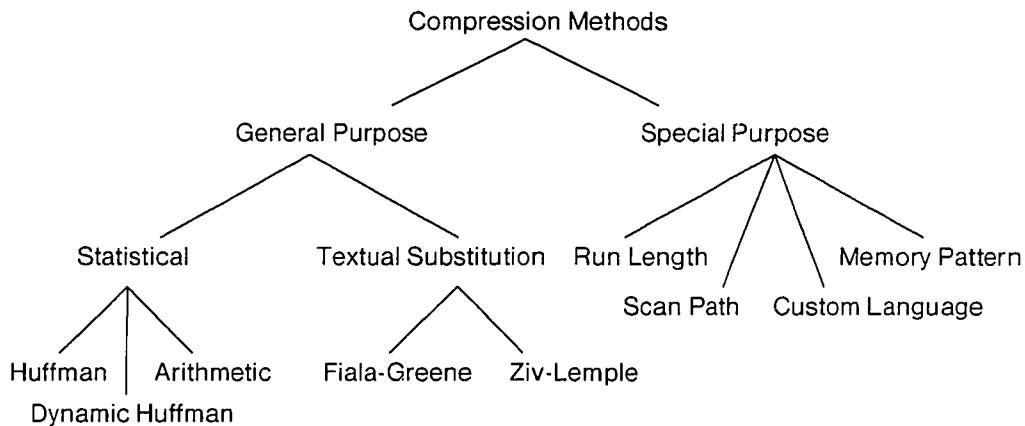 Compression Methods
General Purpose
Special Purpose
Statistical
Textual Substitution
Run Length
Memory Pattern
Scan Path
Custom Language
Huffman
Arithmetic
Fiala-Greene
Ziv-Lemple
Dynamic Huffman